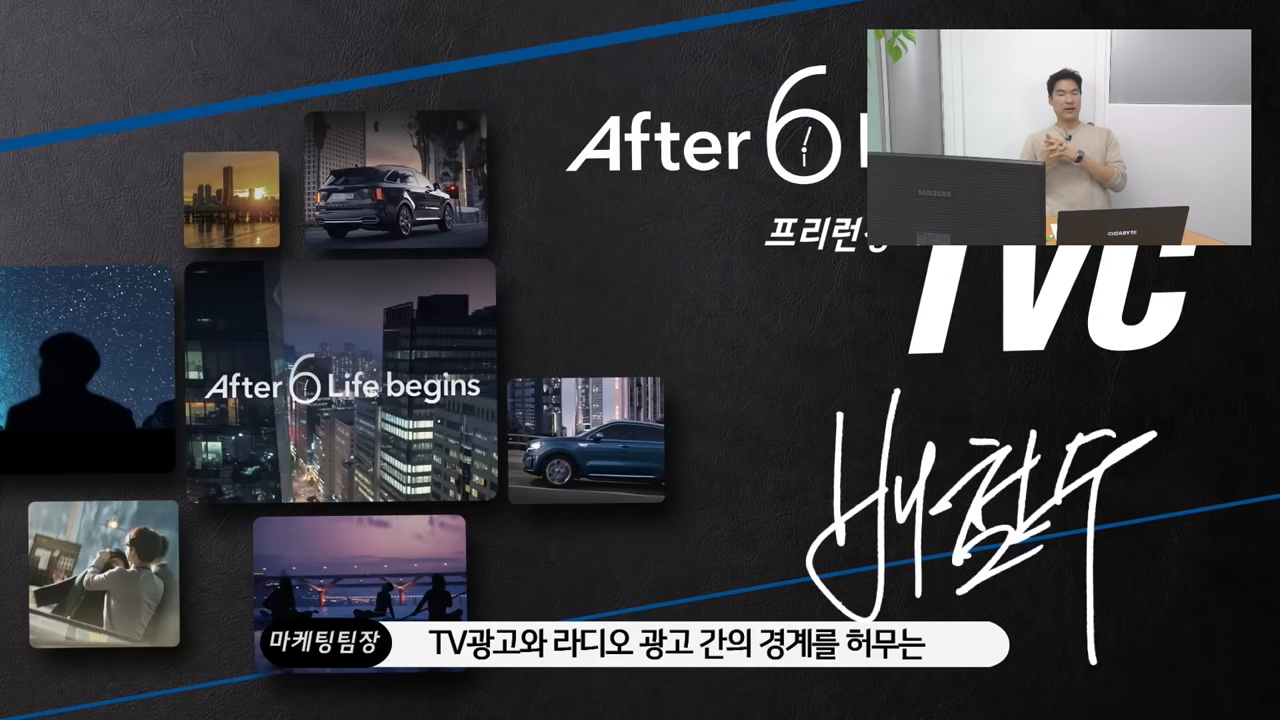 After 6
프리런
SAMSUNG
GIGABYTE
TVC
After 6 Life begins
마케팅팀장 TV광고와 라디오 광고 간의 경계를 허무는